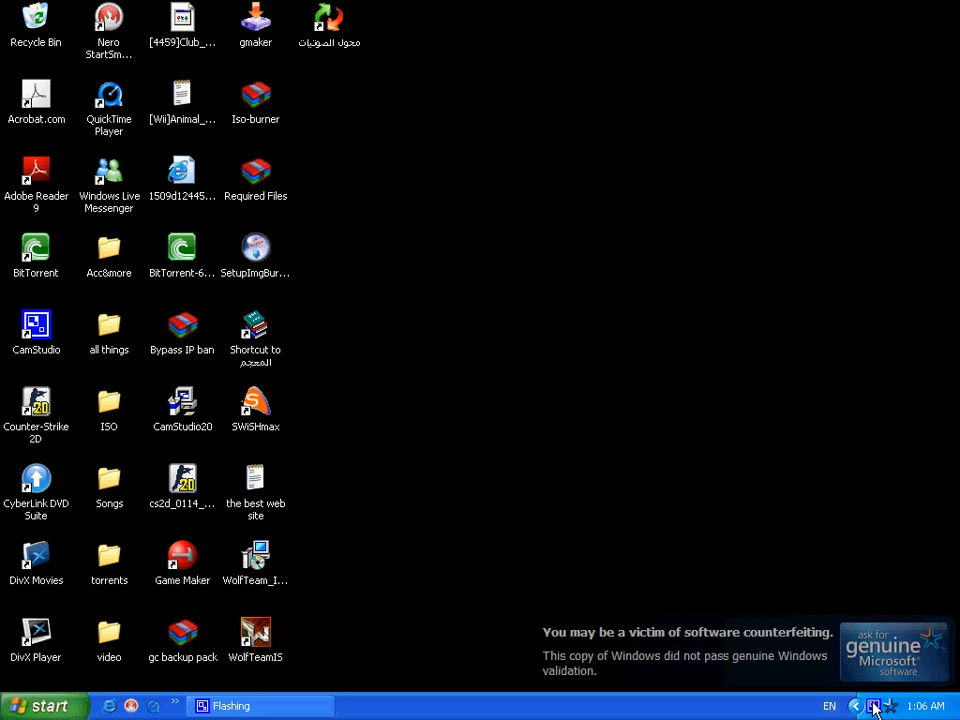 Recycle Bin
Nero
StartSm...
[4459]Club_...
gmaker
محول الصوتيات
Acrobat.com
QuickTime
Player
[Wii]Animal_...
Iso-burner
Adobe Reader
9
Windows Live
Messenger
1509d12445...
Required Files
BitTorrent
Acc&more
BitTorrent-6...
SetupImgBur...
CamStudio
all things
Bypass IP ban
Shortcut to
المعجم
Counter-Strike
2D
ISO
CamStudio20
SWiSHmax
CyberLink DVD
Suite
Songs
cs2d_0114_...
the best web
site
DivX Movies
torrents
Game Maker
WolfTeam_I...
DivX Player
video
gc backup pack
WolfTeamIS
You may be a victim of software counterfeiting.
This copy of Windows did not pass genuine Windows
validation.
ask for
genuine
Microsoft
software
start
Flashing
EN
1:06 AM